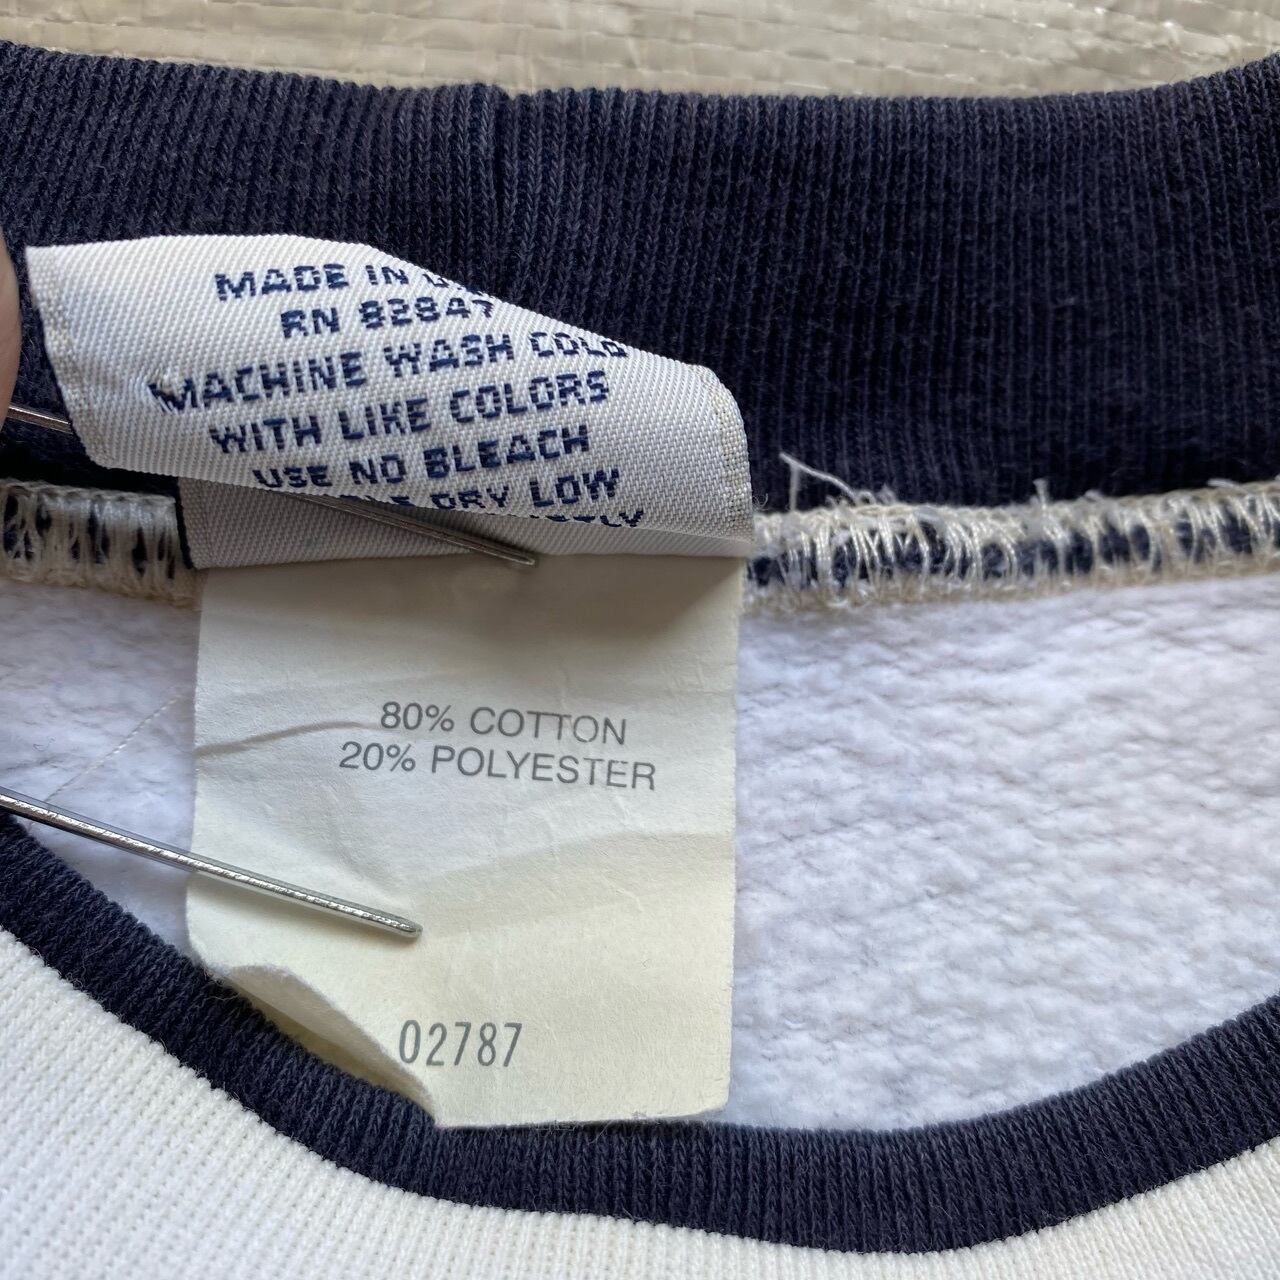 MADE IN
RN 82847
MACHINE WASH COLD
WITH LIKE COLORS
USE NO BLEACH
DRY LOW
80% COTTON
20% POLYESTER
02787